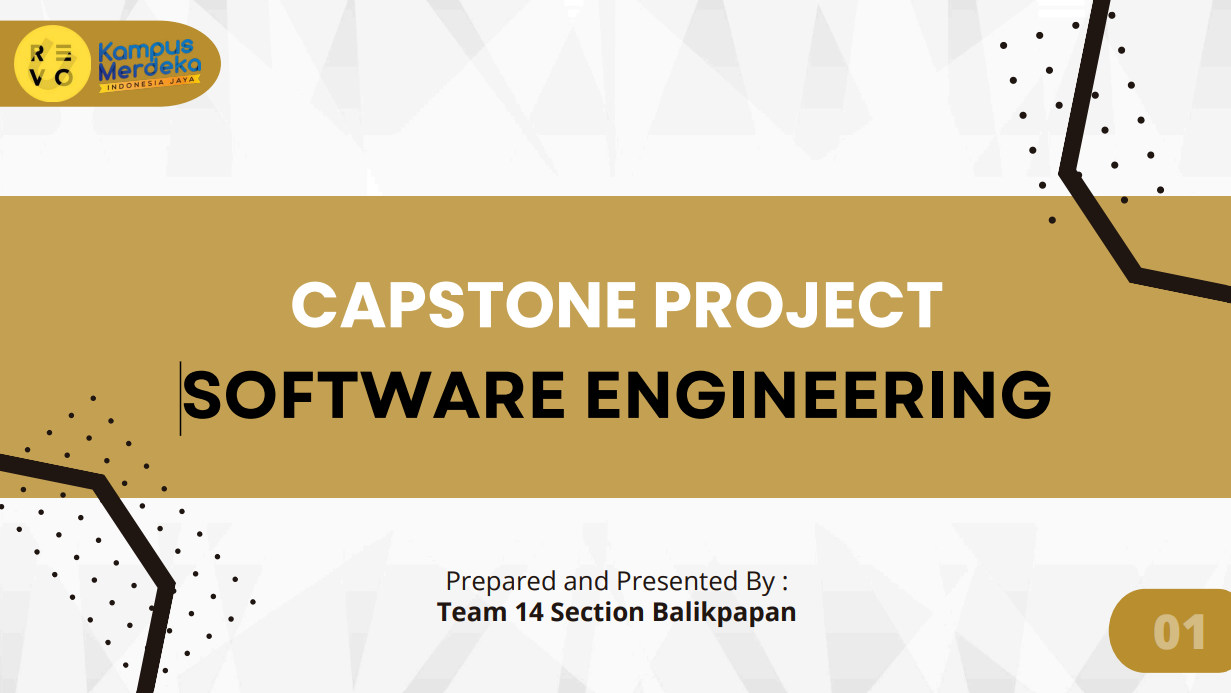 RE
VO
Kampus
Merdeka
INDONESIA JAYA
CAPSTONE PROJECT
SOFTWARE ENGINEERING
Prepared and Presented By :
Team 14 Section Balikpapan
01